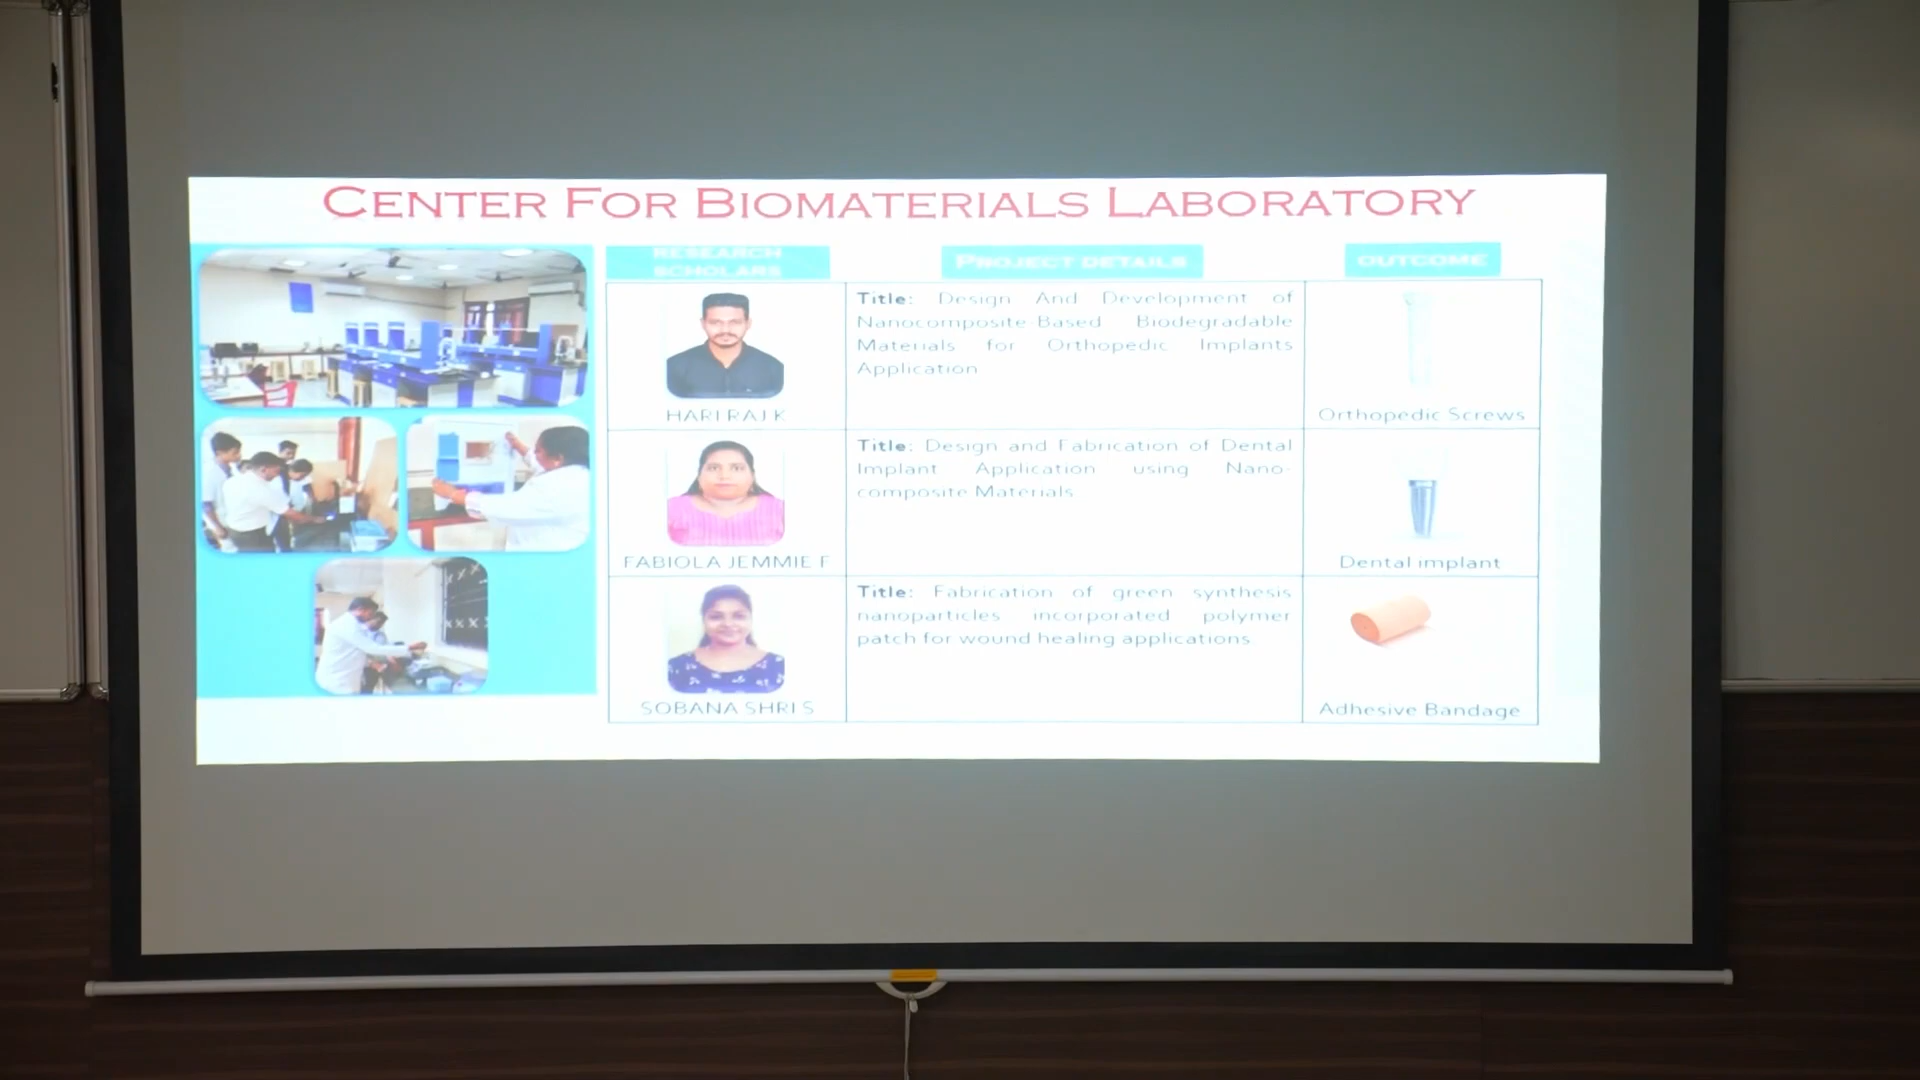 CENTER FOR BIOMATERIALS LABORATORY
RESEARCH
SCHOLARS
PROJECT DETAILS
OUTCOME
Title: Design And Development of
Nanocomposite Based Biodegradable
Materials for Orthopedic Implants
Application
HARI RAJ K
Orthopedic Screws
Title: Design and Fabrication of Dental
Implant Application using Nano-
composite Materials
FABIOLA JEMMIE F
Dental implant
Title: Fabrication of green synthesis
nanoparticles incorporated polymer
patch for wound healing applications
SOBANA SHRI S
Adhesive Bandage